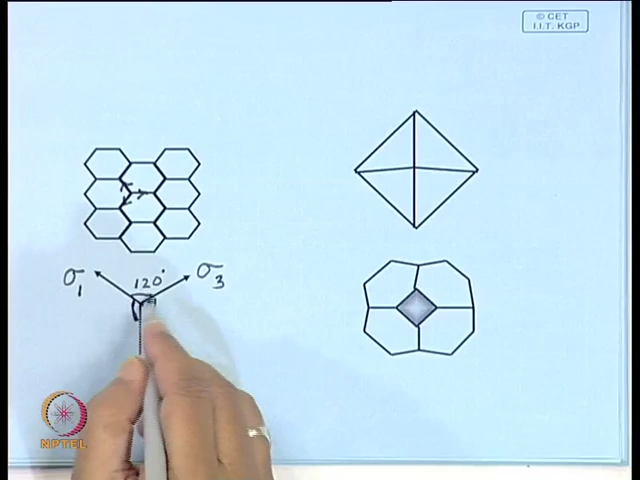 © CET
I.I.T. KGP
σ1
120°
σ3
NPTEL